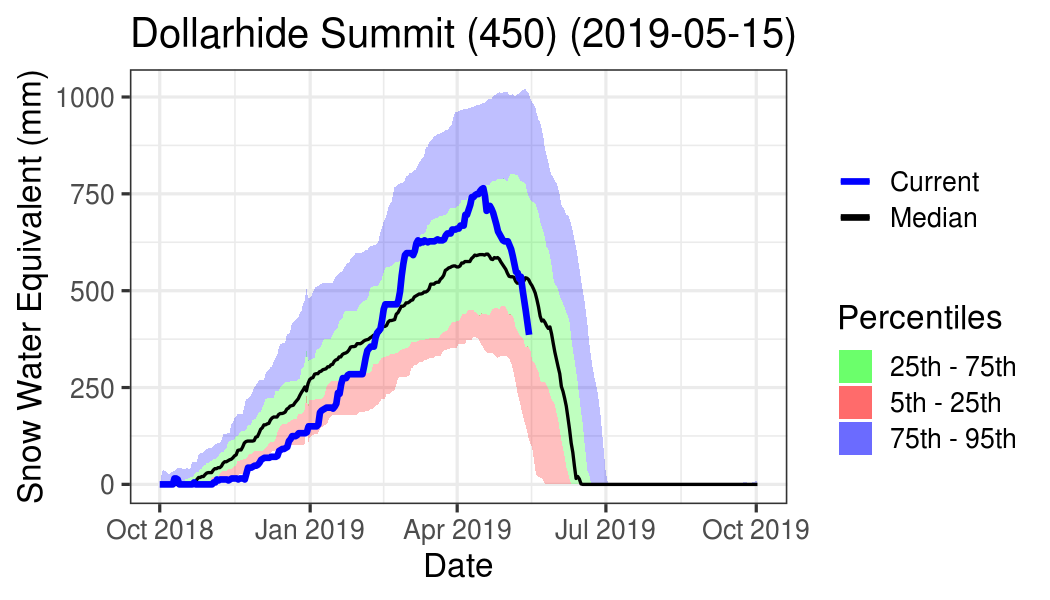 Dollarhide Summit (450) (2019-05-15)
Snow Water Equivalent (mm)
1000
750
500
250
0
Oct 2018 Jan 2019 Apr 2019 Jul 2019 Oct 2019
Date
Current
Median
Percentiles
25th - 75th
5th - 25th
75th - 95th